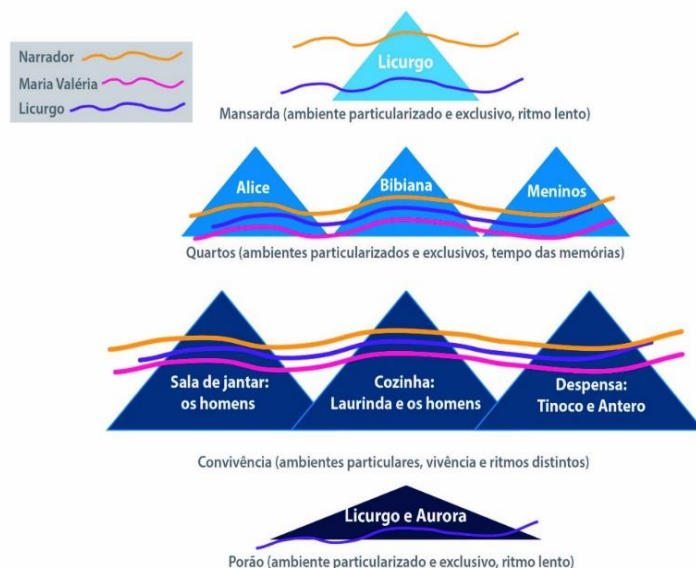 Narrador
Maria Valéria
Licurgo
Licurgo
Mansarda (ambiente particularizado e exclusivo, ritmo lento)
Alice
Bibiana
Meninos
Quartos (ambientes particularizados e exclusivos, tempo das memórias)
Sala de jantar:
os homens
Cozinha:
Laurinda e os homens
Despensa:
Tinoco e Antero
Convivência (ambientes particulares, vivência e ritmos distintos)
Licurgo e Aurora
Porão (ambiente particularizado e exclusivo, ritmo lento)